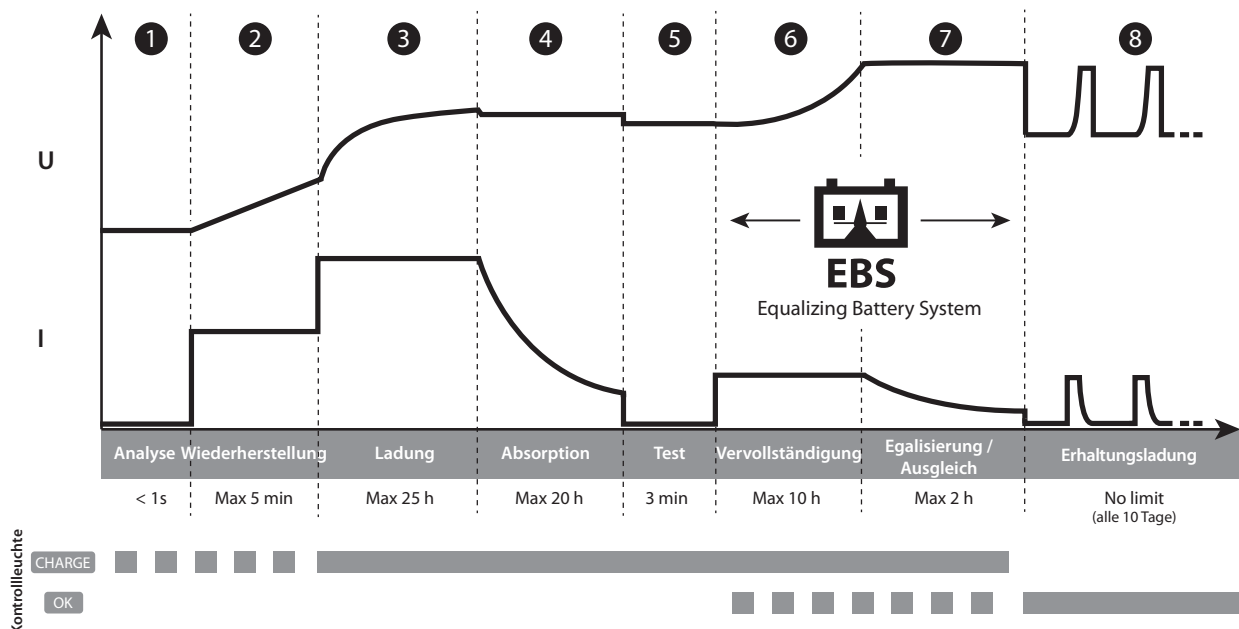 1 2 3 4 5 6 7 8
U
EBS
Equalizing Battery System
I
Analyse Wiederherstellung Ladung Absorption Test Vervollständigung Egalisierung / Ausgleich Erhaltungsladung
< 1s Max 5 min Max 25 h Max 20 h 3 min Max 10 h Max 2 h No limit
(alle 10 Tage)
Kontrollleuchte
CHARGE
OK